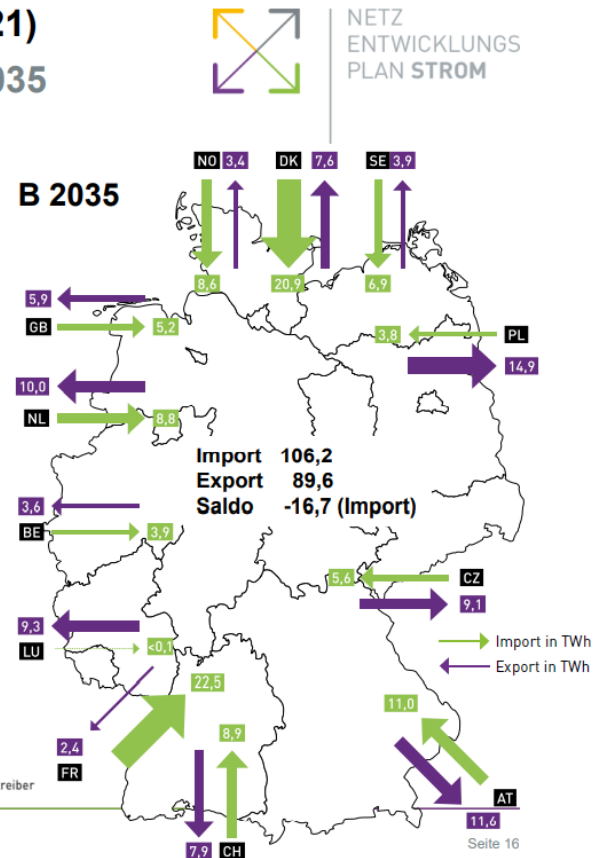 21)
035
NETZ
ENTWICKLUNGS
PLAN STROM
B 2035
NO 3,4
DK 7,6
SE 3,9
8,6
20,9
6,9
5,9
GB 5,2
3,8 PL
14,9
10,0
NL 8,8
Import 106,2
Export 89,6
Saldo -16,7 (Import)
3,6
BE 3,9
5,6 CZ
9,1
9,3
LU <0,1
Import in TWh
Export in TWh
22,5
11,0
8,9
2,4
FR
reiber
AT
11,6
7,9 CH
Seite 16